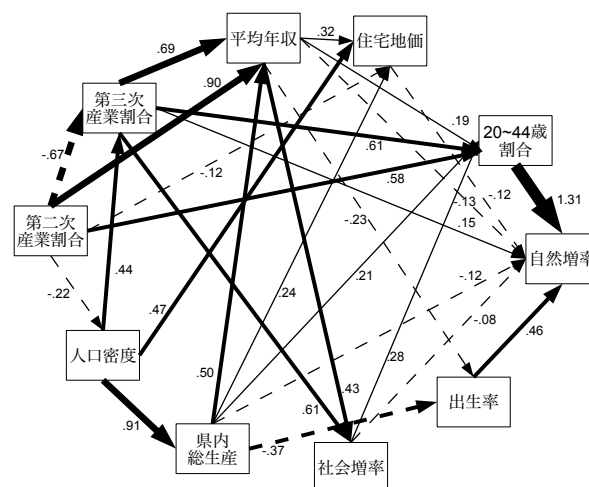 平均年収
.32
住宅地価
.69
.90
第三次
産業割合
.19
20~44歳
割合
-.67
-.12
.61
.58
-.12
-.13
1.31
第二次
産業割合
-.23
.15
自然増率
-.22
.44
.47
.24
.21
-.12
-.08
人口密度
.50
.43
.28
.46
.91
.61
出生率
県内
総生産
-.37
社会増率